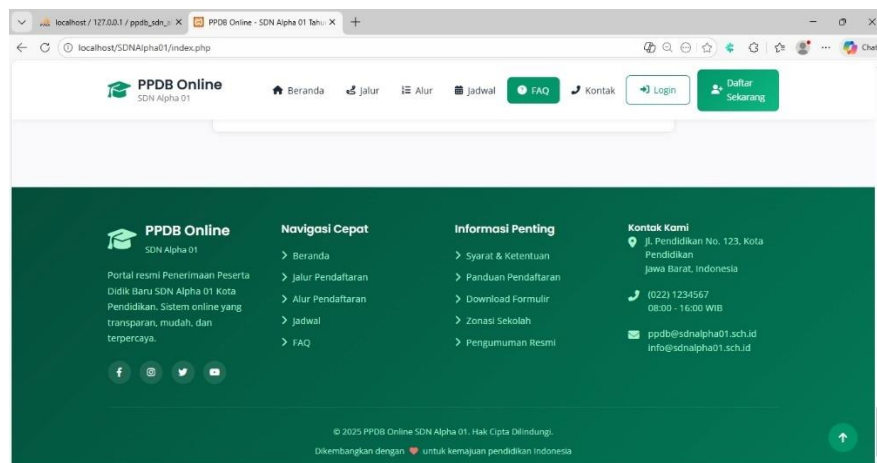 localhost / 127.0.0.1 / ppdb_sdn_a
PPDB Online - SDN Alpha 01 Tahu
localhost/SDNAlpha01/index.php
Chat
PPDB Online
SDN Alpha 01
Beranda
Jalur
Alur
Jadwal
FAQ
Kontak
Login
Daftar
Sekarang
PPDB Online
SDN Alpha 01
Portal resmi Penerimaan Peserta
Didik Baru SDN Alpha 01 Kota
Pendidikan. Sistem online yang
transparan, mudah, dan
terpercaya.
Navigasi Cepat
Beranda
Jalur Pendaftaran
Alur Pendaftaran
Jadwal
FAQ
Informasi Penting
Syarat & Ketentuan
Panduan Pendaftaran
Download Formulir
Zonasi Sekolah
Pengumuman Resmi
Kontak Kami
Jl. Pendidikan No. 123, Kota
Pendidikan
Jawa Barat, Indonesia
(022) 1234567
08:00 - 16:00 WIB
ppdb@sdnalpha01.sch.id
info@sdnalpha01.sch.id
© 2025 PPDB Online SDN Alpha 01. Hak Cipta Dilindungi.
Dikembangkan dengan ❤ untuk kemajuan pendidikan Indonesia